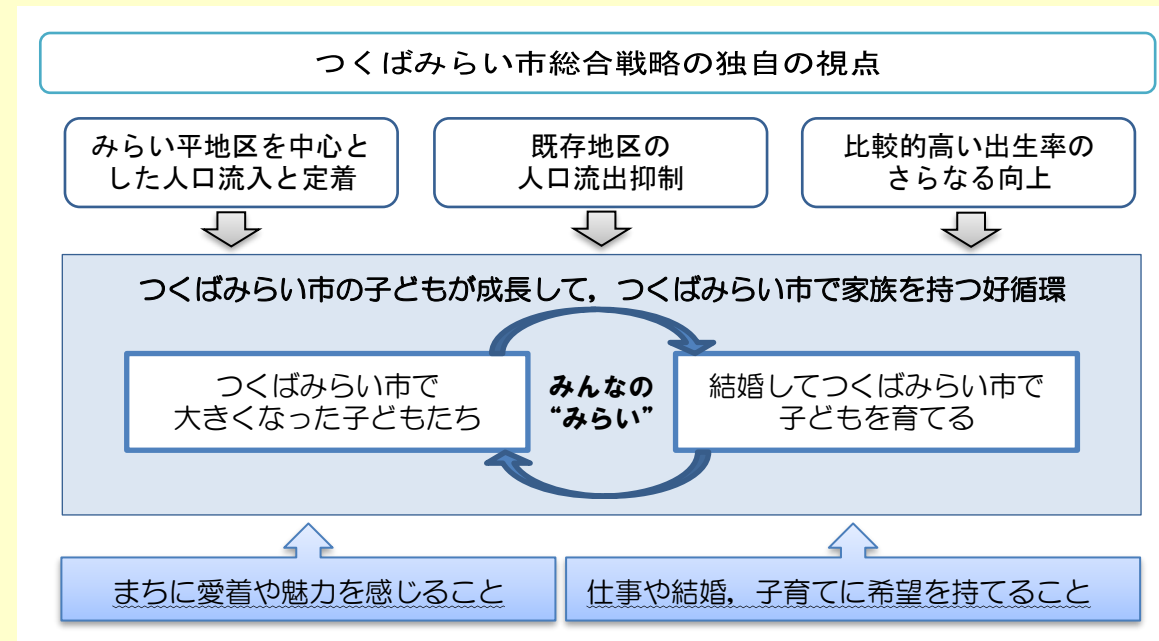 つくばみらい市総合戦略の独自の視点
みらい平地区を中心と
した人口流入と定着
既存地区の
人口流出抑制
比較的高い出生率の
さらなる向上
つくばみらい市の子どもが成長して，つくばみらい市で家族を持つ好循環
つくばみらい市で
大きくなった子どもたち
みんなの
“みらい”
結婚してつくばみらい市で
子どもを育てる
まちに愛着や魅力を感じること
仕事や結婚，子育てに希望を持てること